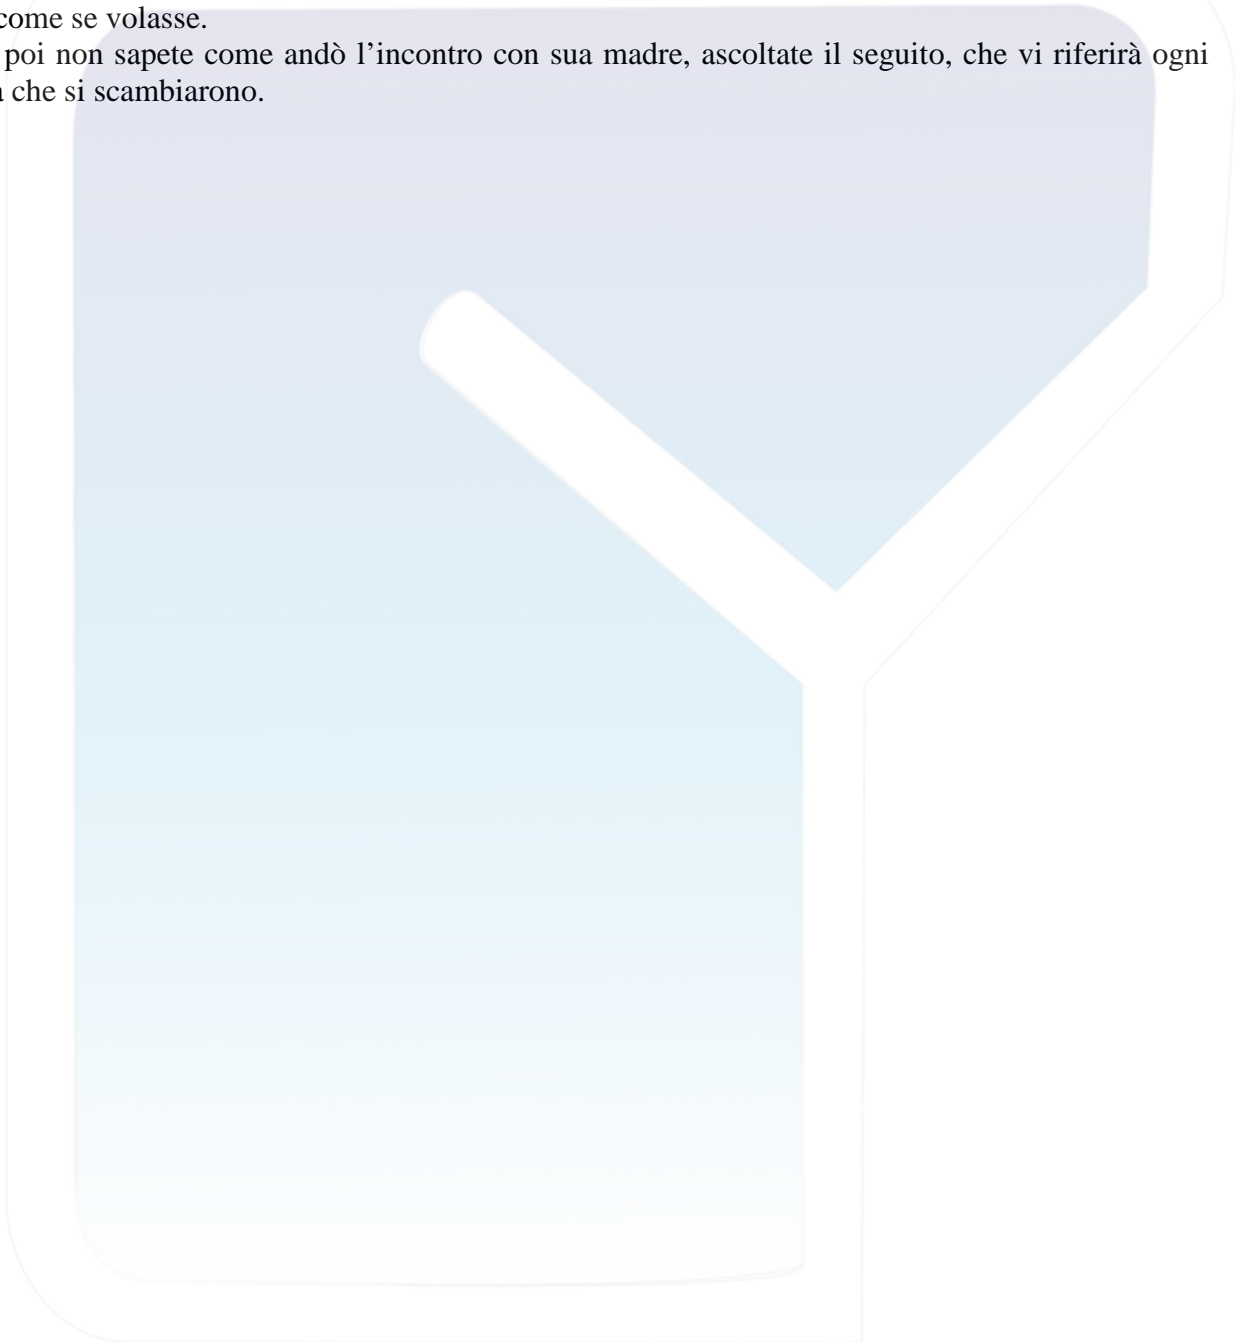 come se volasse.
poi non sapete come andò l’incontro con sua madre, ascoltate il seguito, che vi riferirà ogni
che si scambiarono.